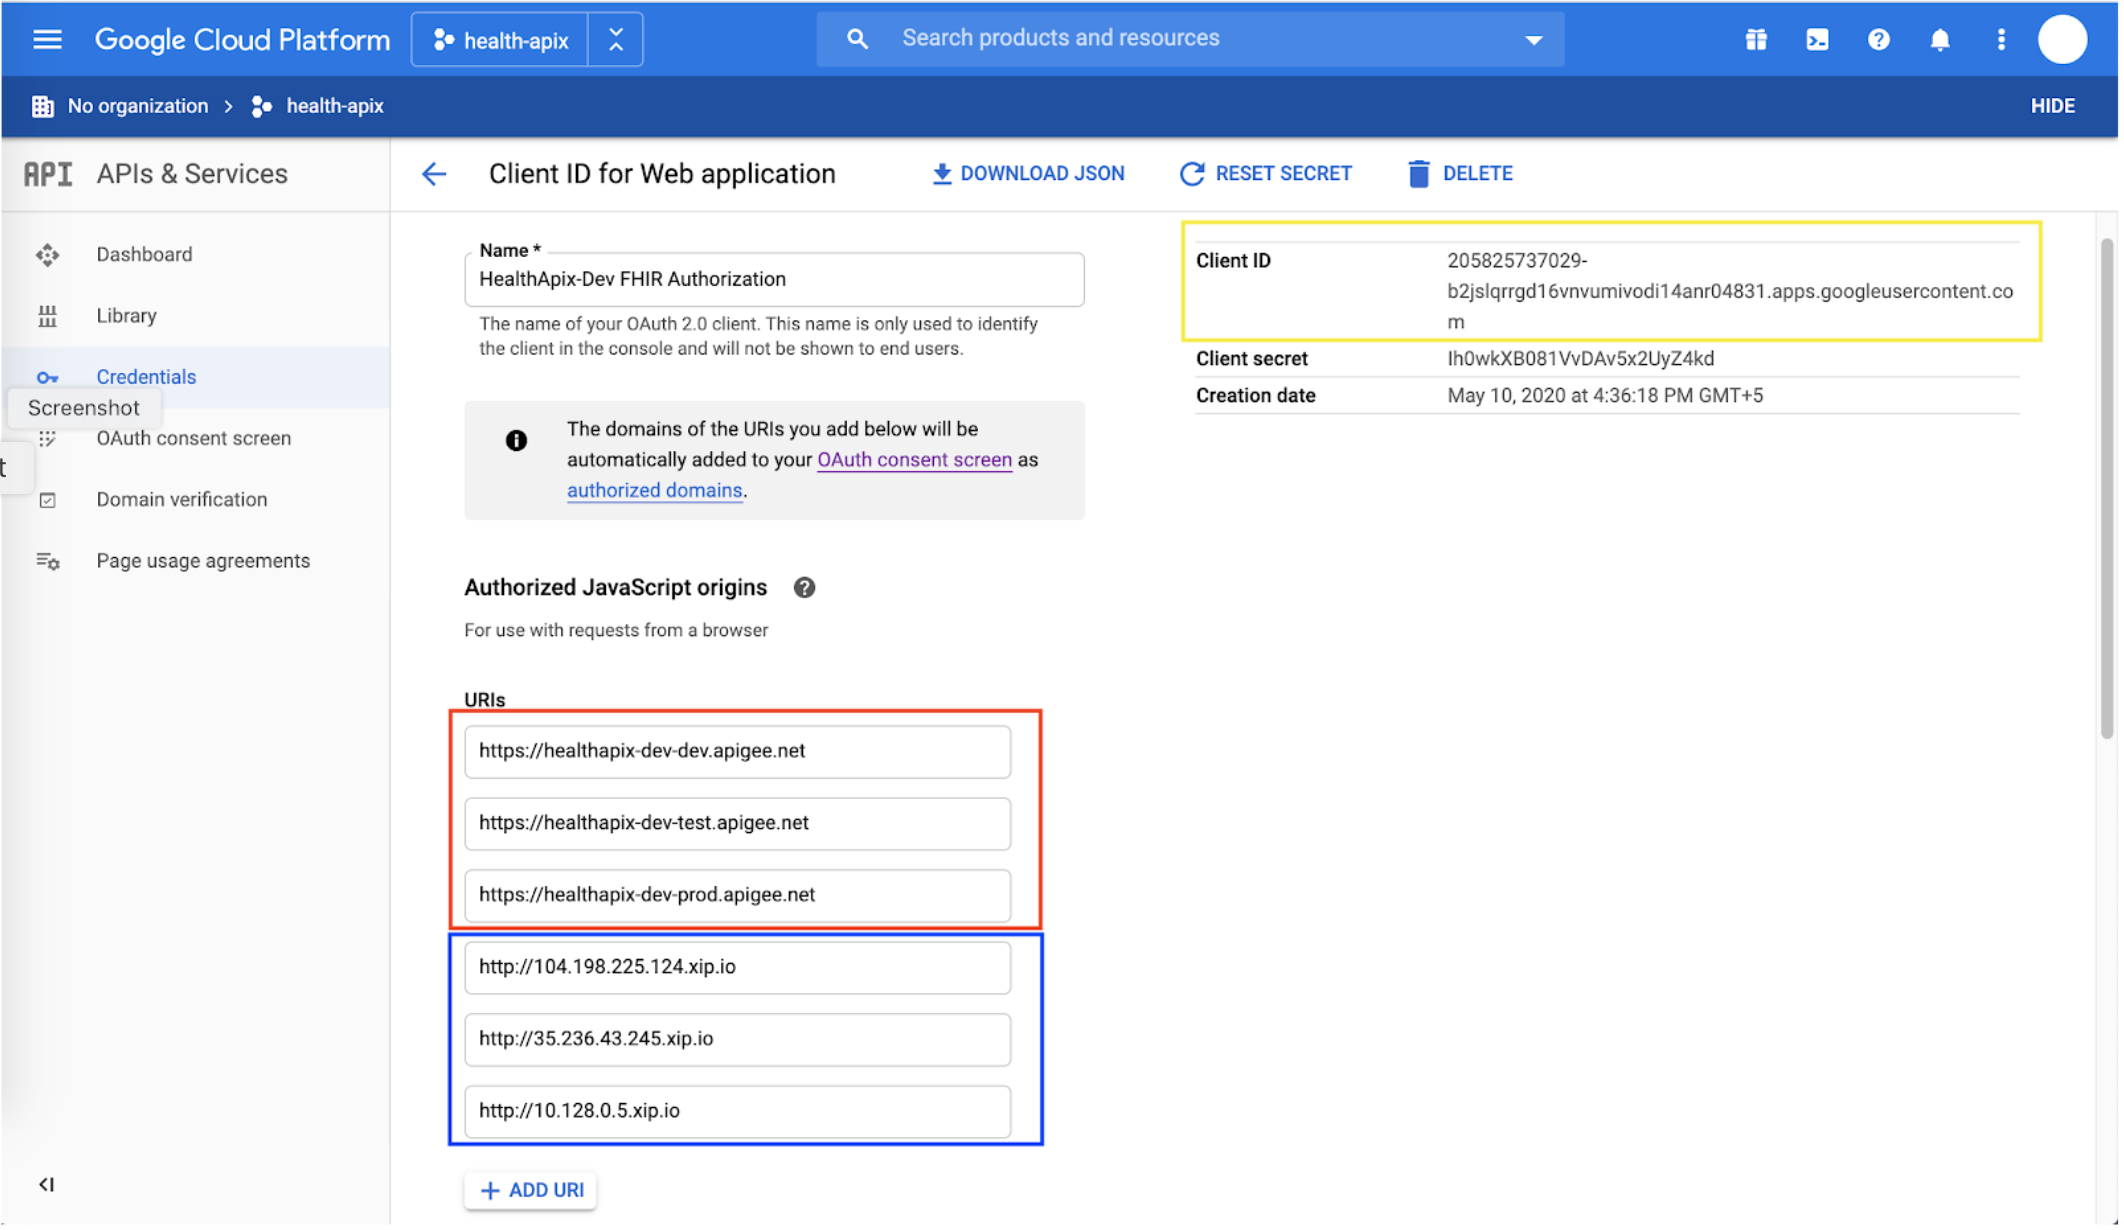 Google Cloud Platform
health-apix
Search products and resources
No organization
health-apix
HIDE
API
APIs & Services
Client ID for Web application
DOWNLOAD JSON
RESET SECRET
DELETE
Dashboard
Library
Credentials
Screenshot
OAuth consent screen
t
Domain verification
Page usage agreements
Name *
HealthApix-Dev FHIR Authorization
The name of your OAuth 2.0 client. This name is only used to identify
the client in the console and will not be shown to end users.
The domains of the URIs you add below will be
automatically added to your OAuth consent screen as
authorized domains.
Authorized JavaScript origins
For use with requests from a browser
URIs
https://healthapix-dev-dev.apigee.net
https://healthapix-dev-test.apigee.net
https://healthapix-dev-prod.apigee.net
http://104.198.225.124.xip.io
http://35.236.43.245.xip.io
http://10.128.0.5.xip.io
ADD URI
Client ID
205825737029-
b2jslqrrgd16vnvumivodi14anr04831.apps.googleusercontent.co
m
Client secret
Ih0wkXB081VvDAv5x2UyZ4kd
Creation date
May 10, 2020 at 4:36:18 PM GMT+5